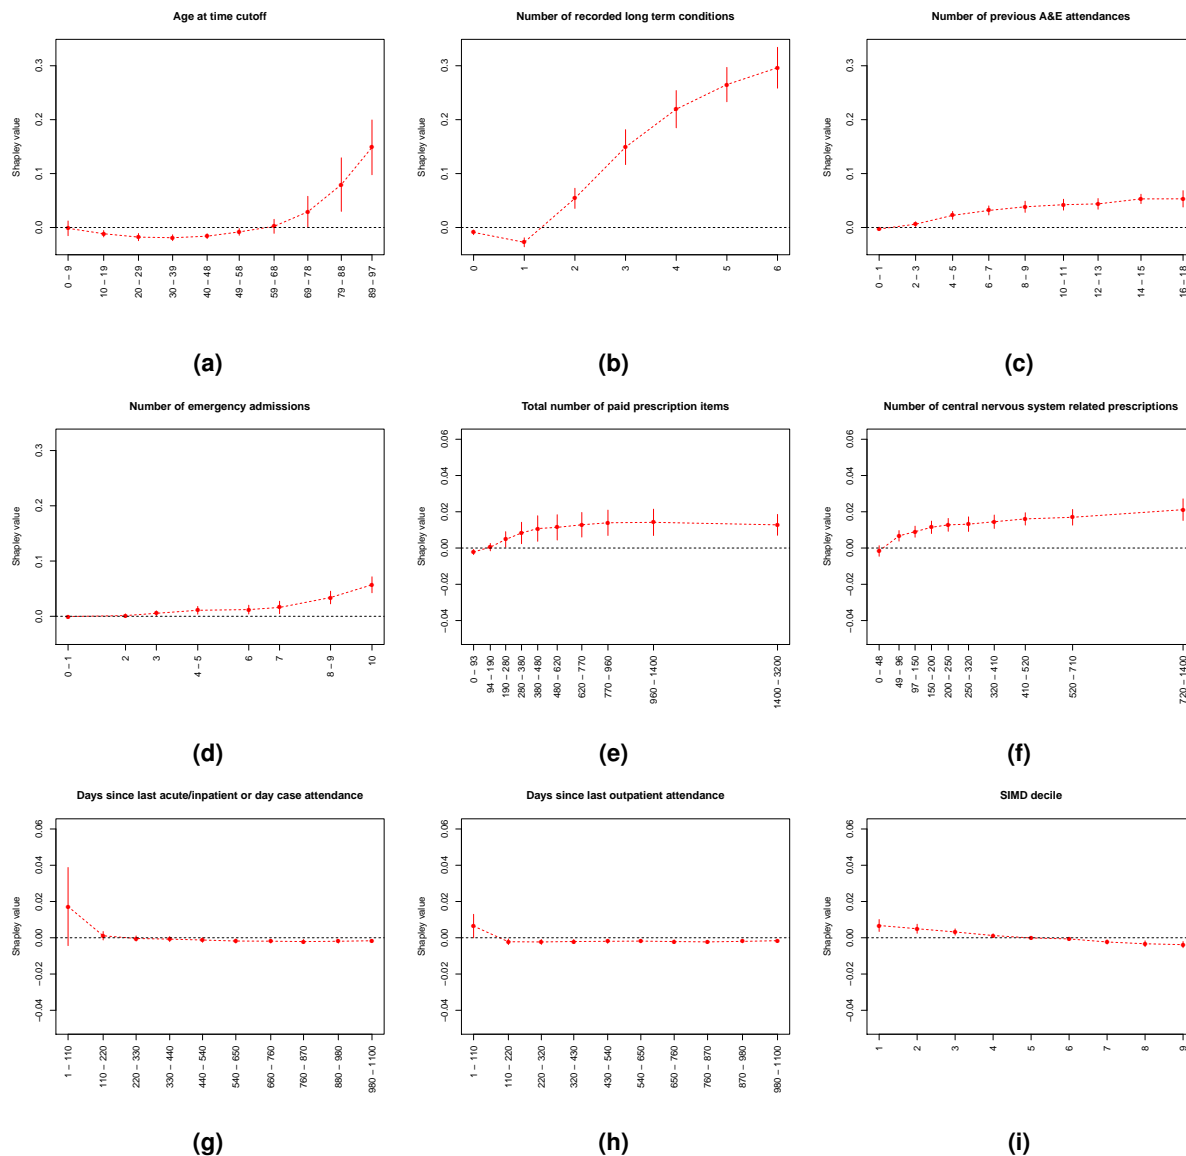 Age at time cutoff
Number of recorded long term conditions
Number of previous A&E attendances
Shapley value
0.0
0.1
0.2
0.3
0 − 9
10 − 19
20 − 29
30 − 39
40 − 48
49 − 58
59 − 68
69 − 78
79 − 88
89 − 97
Shapley value
0.0
0.1
0.2
0.3
0
1
2
3
4
5
6
Shapley value
0.0
0.1
0.2
0.3
0 − 1
2 − 3
4 − 5
6 − 7
8 − 9
10 − 11
12 − 13
14 − 15
16 − 18
(a)
(b)
(c)
Number of emergency admissions
Total number of paid prescription items
Number of central nervous system related prescriptions
Shapley value
0.0
0.1
0.2
0.3
0 − 1
2
3
4 − 5
6
7
8 − 9
10
Shapley value
−0.04
−0.02
0.00
0.02
0.04
0.06
0 − 93
94 − 190
190 − 280
280 − 380
380 − 480
480 − 620
620 − 770
770 − 960
960 − 1400
1400 − 3200
Shapley value
−0.04
−0.02
0.00
0.02
0.04
0.06
0 − 48
49 − 96
97 − 150
150 − 200
200 − 250
250 − 320
320 − 410
410 − 520
520 − 710
720 − 1400
(d)
(e)
(f)
Days since last acute/inpatient or day case attendance
Days since last outpatient attendance
SIMD decile
Shapley value
−0.04
−0.02
0.00
0.02
0.04
0.06
1 − 110
110 − 220
220 − 330
330 − 440
440 − 540
540 − 650
660 − 760
760 − 870
880 − 980
980 − 1100
Shapley value
−0.04
−0.02
0.00
0.02
0.04
0.06
1 − 110
110 − 220
220 − 320
320 − 430
430 − 540
540 − 650
650 − 760
760 − 870
870 − 980
980 − 1100
Shapley value
−0.04
−0.02
0.00
0.02
0.04
0.06
1
2
3
4
5
6
7
8
9
(g)
(h)
(i)